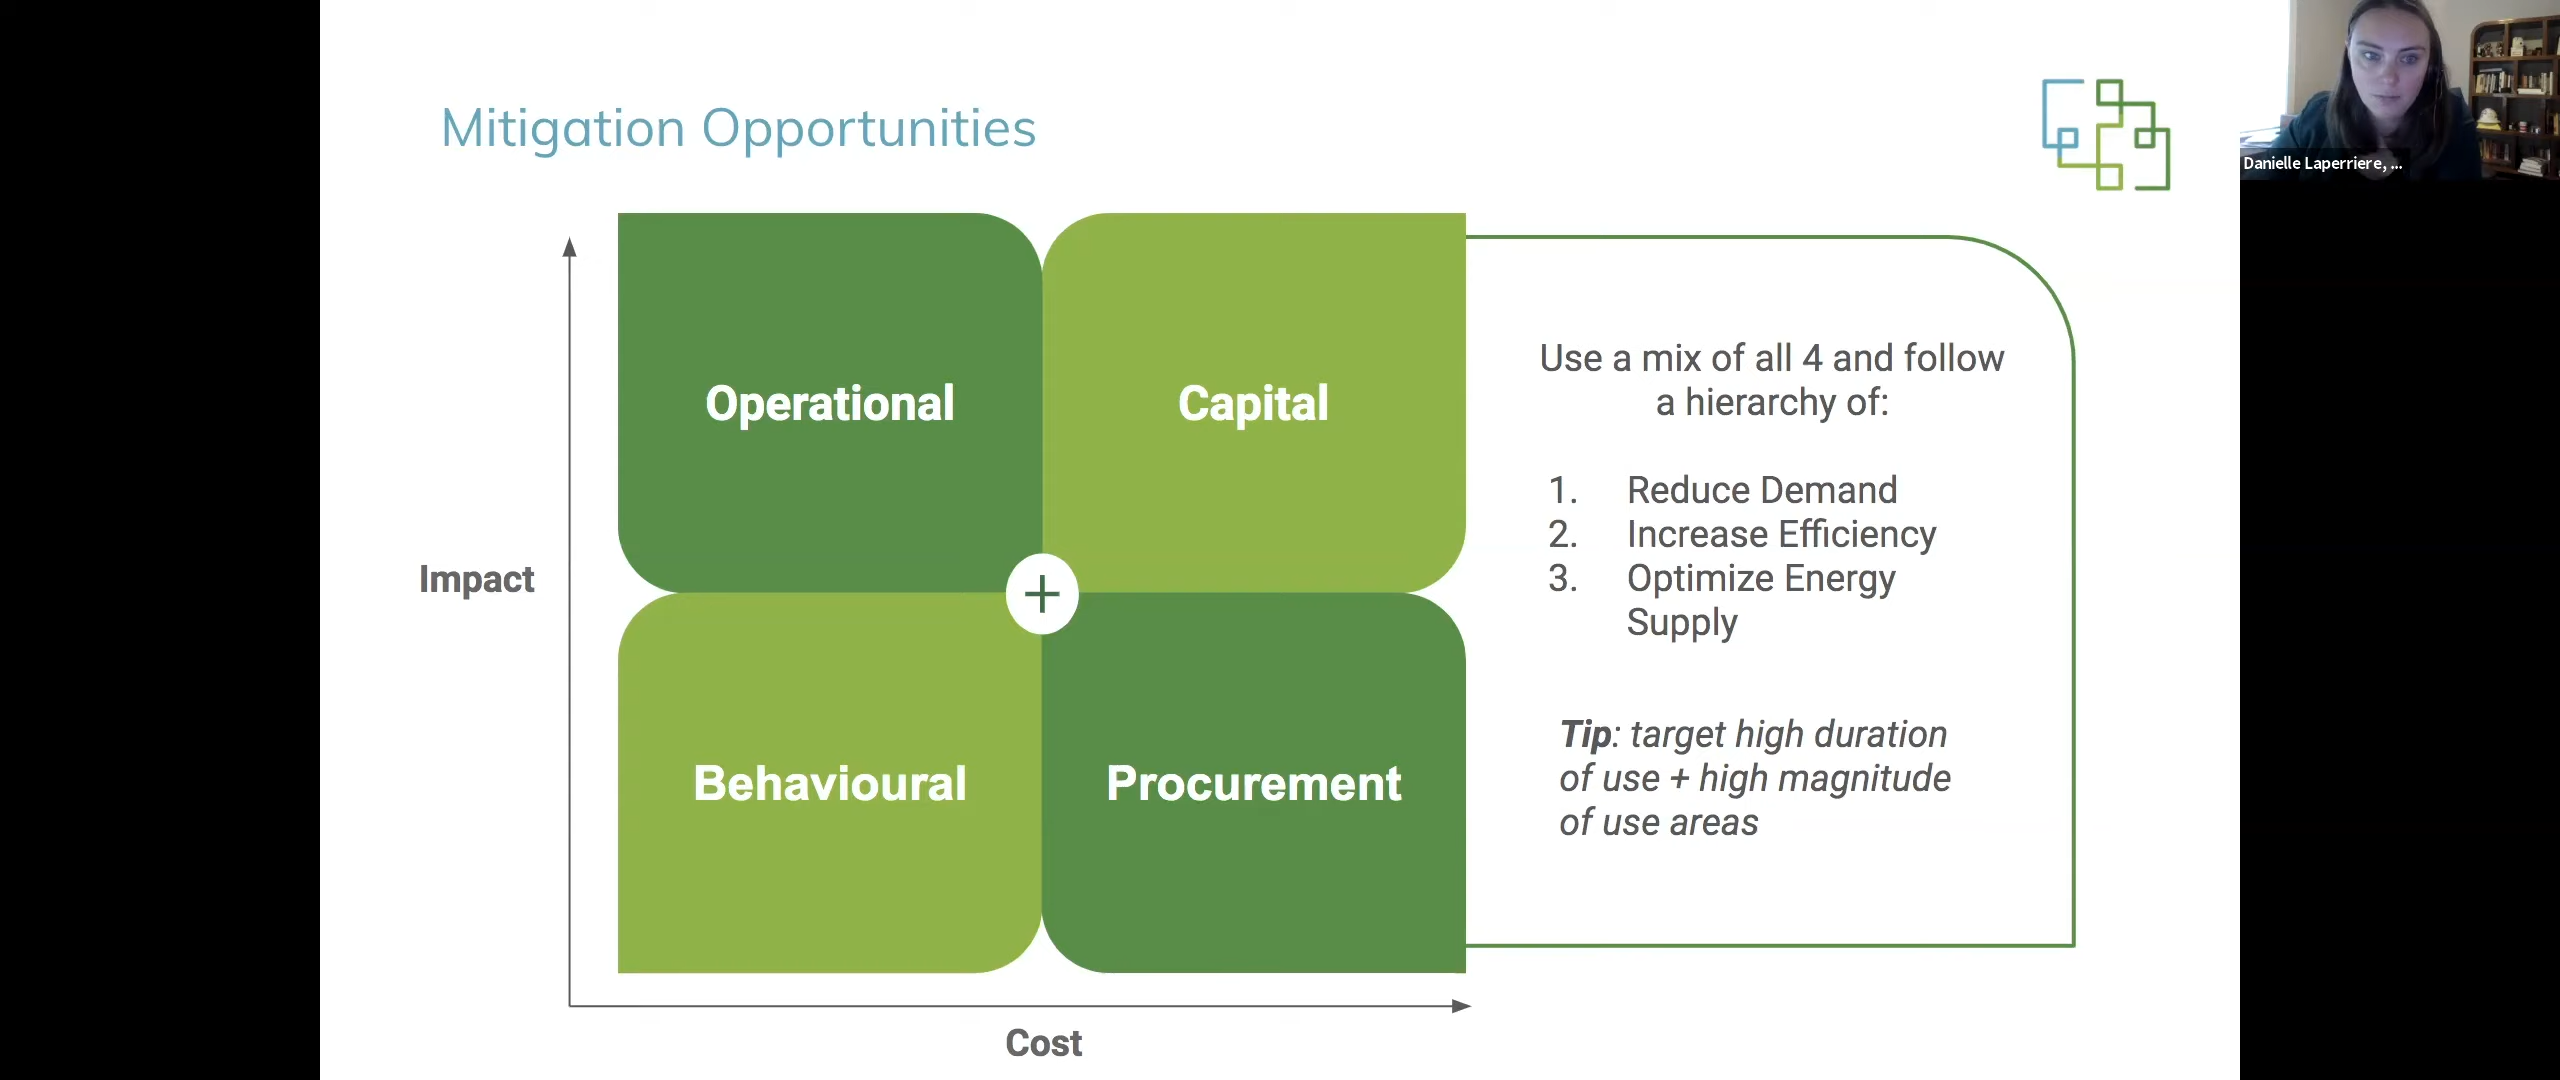 Mitigation Opportunities
Danielle Laperriere, ...
Operational
Capital
Impact
+
Behavioural
Procurement
Cost
Use a mix of all 4 and follow
a hierarchy of:
1. Reduce Demand
2. Increase Efficiency
3. Optimize Energy
Supply
Tip: target high duration
of use + high magnitude
of use areas